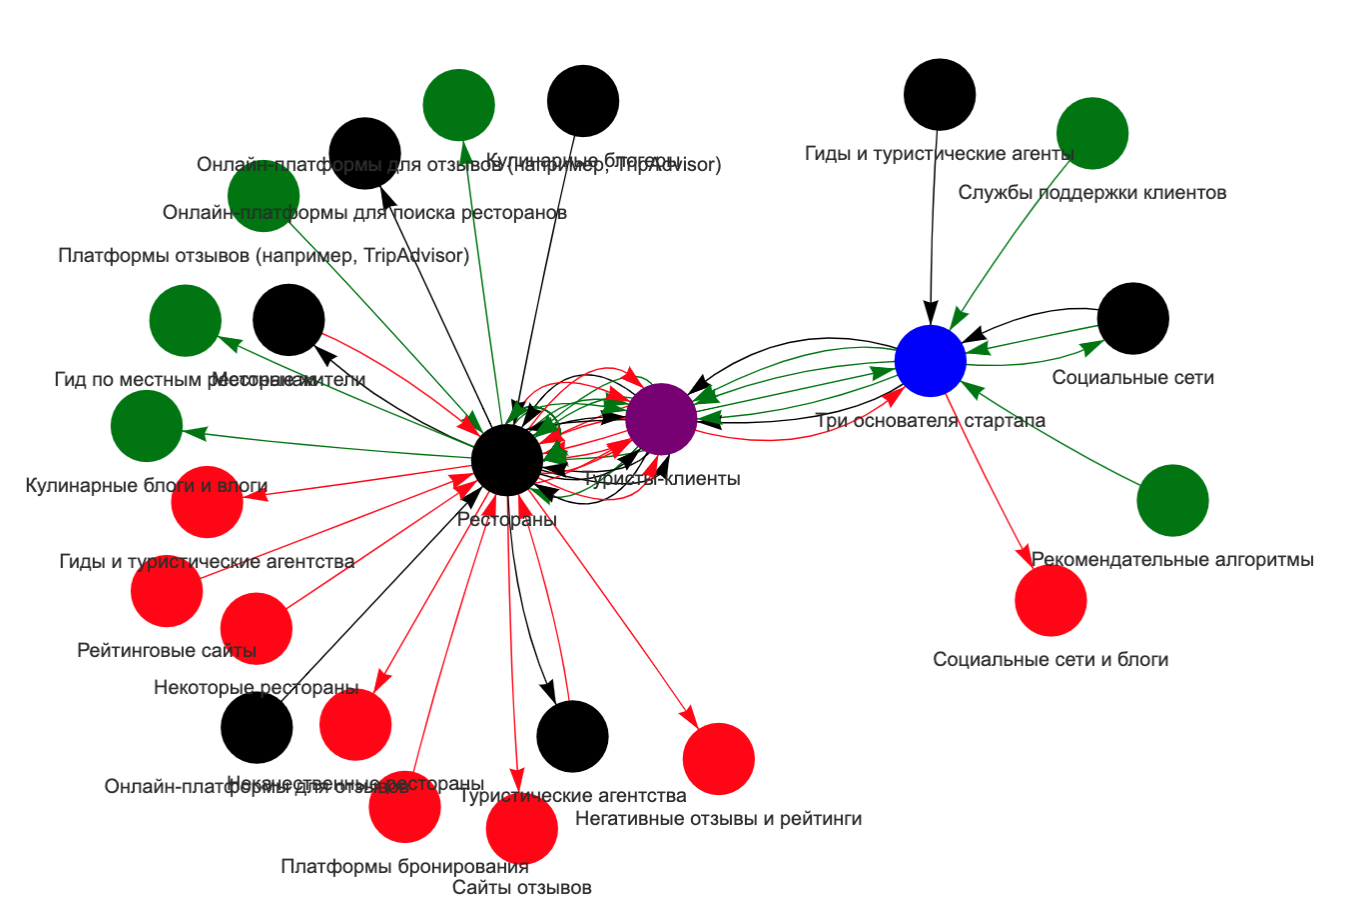 Гиды и туристические агенты
Кулинарные блогеры
Онлайн-платформы для отзывов (например, TripAdvisor)
Службы поддержки клиентов
Онлайн-платформы для поиска ресторанов
Платформы отзывов (например, TripAdvisor)
Гид по местным ресторанам
Местные жители
Социальные сети
Три основателя стартапа
Туристы-клиенты
Кулинарные блоги и влоги
Рестораны
Гиды и туристические агентства
Рекомендательные алгоритмы
Рейтинговые сайты
Социальные сети и блоги
Некоторые рестораны
Онлайн-платформы для отзывов
Некачественные рестораны
Туристические агентства
Негативные отзывы и рейтинги
Платформы бронирования
Сайты отзывов